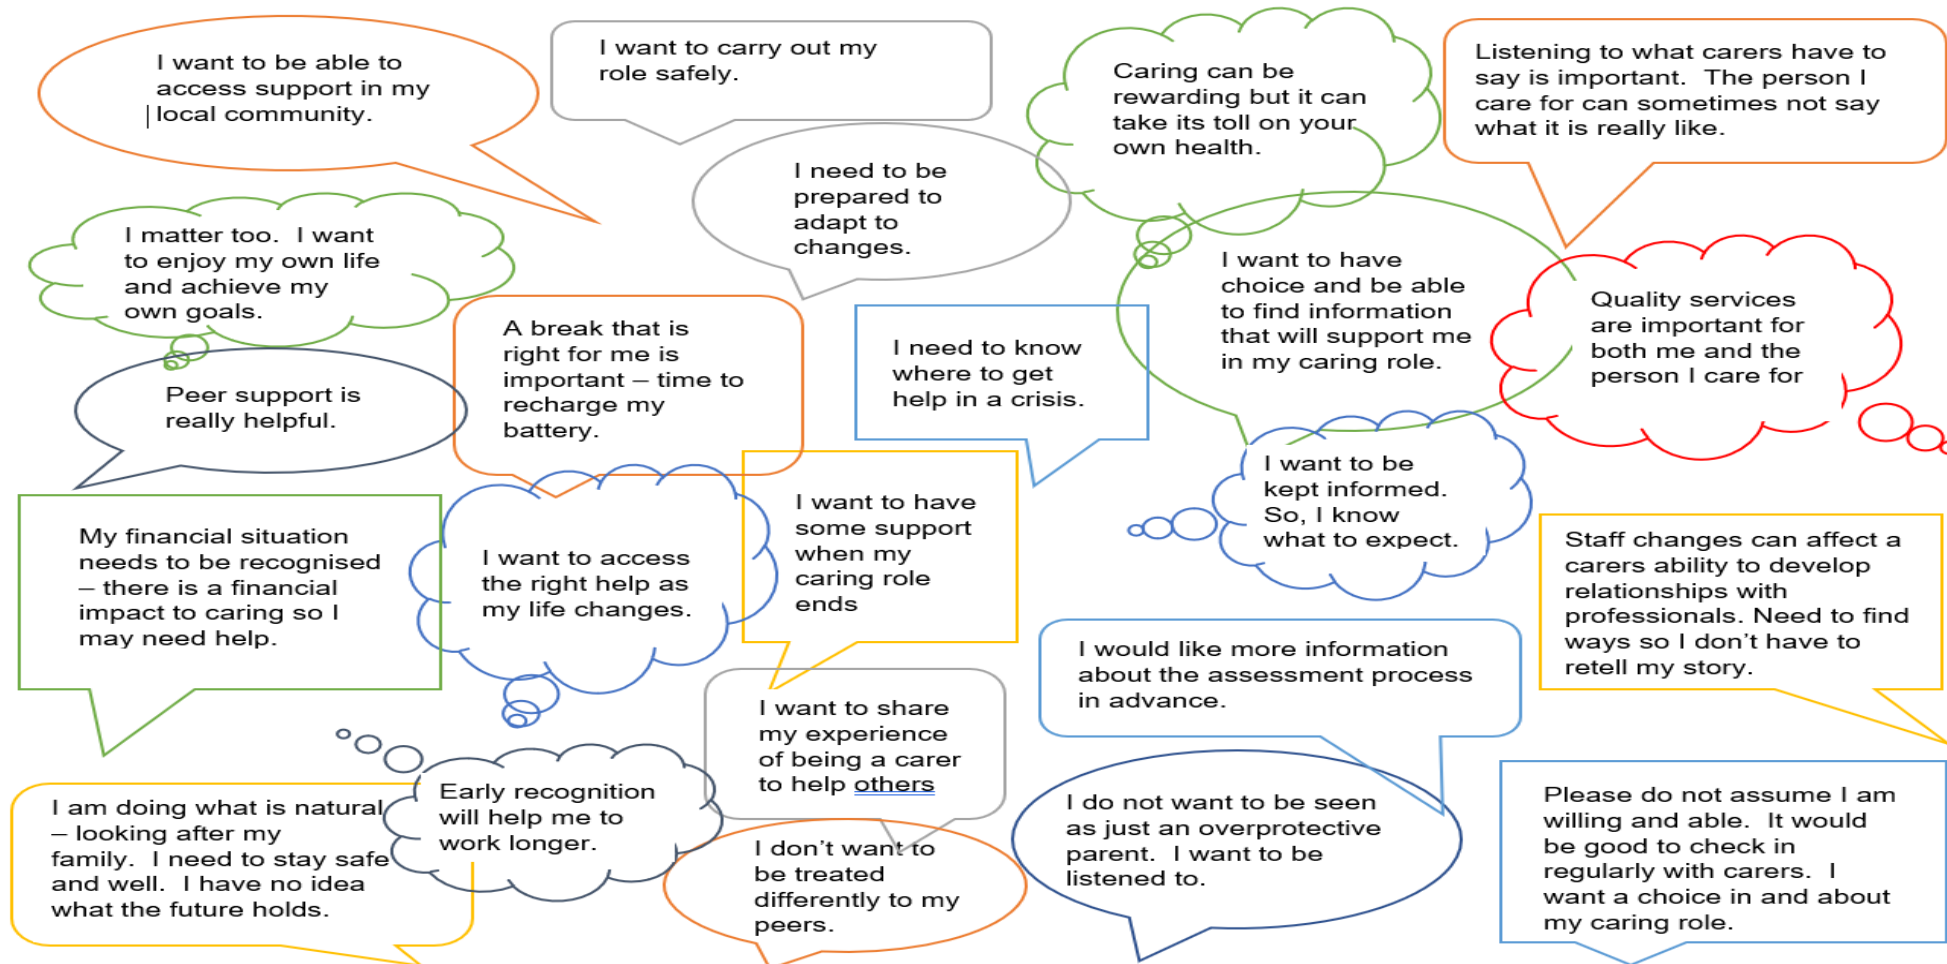 I want to be able to
access support in my
local community.
I want to carry out my
role safely.
Caring can be
rewarding but it can
take its toll on your
own health.
Listening to what carers have to
say is important.  The person I
care for can sometimes not say
what it is really like.
I need to be
prepared to
adapt to
changes.
I matter too.  I want
to enjoy my own life
and achieve my
own goals.
A break that is
right for me is
important – time to
recharge my
battery.
I need to know
where to get
help in a crisis.
I want to have
choice and be able
to find information
that will support me
in my caring role.
Quality services
are important for
both me and the
person I care for
Peer support is
really helpful.
My financial situation
needs to be recognised
– there is a financial
impact to caring so I
may need help.
I want to access
the right help as
my life changes.
I want to have
some support
when my
caring role
ends
I want to be
kept informed.
So, I know
what to expect.
Staff changes can affect a
carers ability to develop
relationships with
professionals. Need to find
ways so I don't have to
retell my story.
I would like more information
about the assessment process
in advance.
I want to share
my experience
of being a carer
to help others
Early recognition
will help me to
work longer.
I am doing what is natural
– looking after my
family.  I need to stay safe
and well.  I have no idea
what the future holds.
I don't want to
be treated
differently to my
peers.
I do not want to be seen
as just an overprotective
parent.  I want to be
listened to.
Please do not assume I am
willing and able.  It would
be good to check in
regularly with carers.  I
want a choice in and about
my caring role.